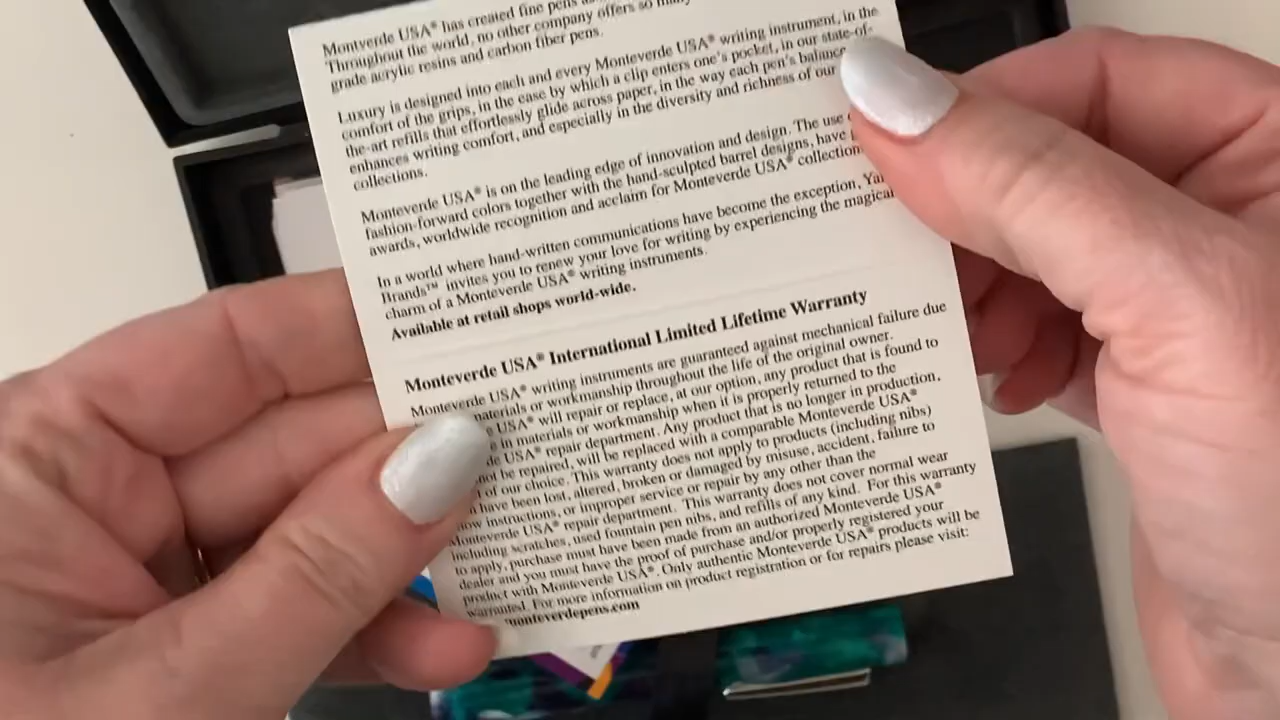 Montverde USA® has created fine pens
Throughout the world, no other company offers so many
grade acrylic resins and carbon fiber pens.
Luxury is designed into each and every Monteverde USA® writing instrument, in the
comfort of the grips, in the ease by which a clip enters one's pocket, in our state-of-
the-art refills that effortlessly glide across paper, in the way each pen's balance
enhances writing comfort, and especially in the diversity and richness of our
collections.
Monteverde USA® is on the leading edge of innovation and design. The use
fashion-forward colors together with the hand-sculpted barrel designs, have
awards, worldwide recognition and acclaim for Monteverde USA® collection
In a world where hand-written communications have become the exception,
Brands™ invites you to renew your love for writing by experiencing the magical
charm of a Monteverde USA® writing instruments.
Available at retail shops world-wide.
Monteverde USA® International Limited Lifetime Warranty
Monteverde USA® writing instruments are guaranteed against mechanical failure due
materials or workmanship throughout the life of the original owner.
USA® will repair or replace, at our option, any product that is found to
in materials or workmanship when it is properly returned to the
USA® repair department. Any product that is no longer in production,
be repaired, will be replaced with a comparable Monteverde USA®
of our choice. This warranty does not apply to products (including nibs)
have been lost, altered, broken or damaged by misuse, accident, failure to
instructions, or improper service or repair by any other than the
Monteverde USA® repair department. This warranty does not cover normal wear
including scratches, used fountain pen nibs, and refills of any kind. For this warranty
to apply, purchase must have been made from an authorized Monteverde USA®
dealer and you must have the proof of purchase and/or properly registered your
product with Monteverde USA®. Only authentic Monteverde USA® products will be
warranted. For more information on product registration or for repairs please visit:
monteverdepens.com